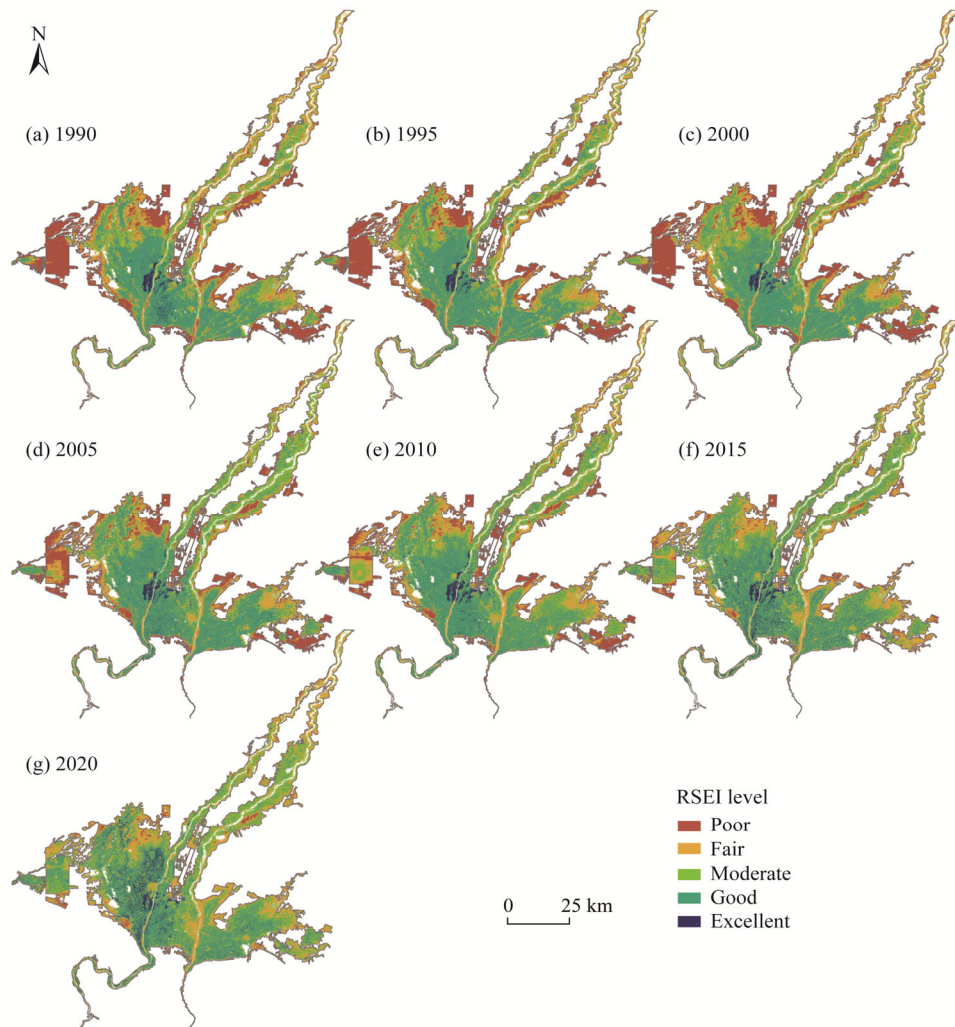 N
(a) 1990
(b) 1995
(c) 2000
(d) 2005
(e) 2010
(f) 2015
(g) 2020
RSEI level
Poor
Fair
Moderate
Good
Excellent
0 25 km